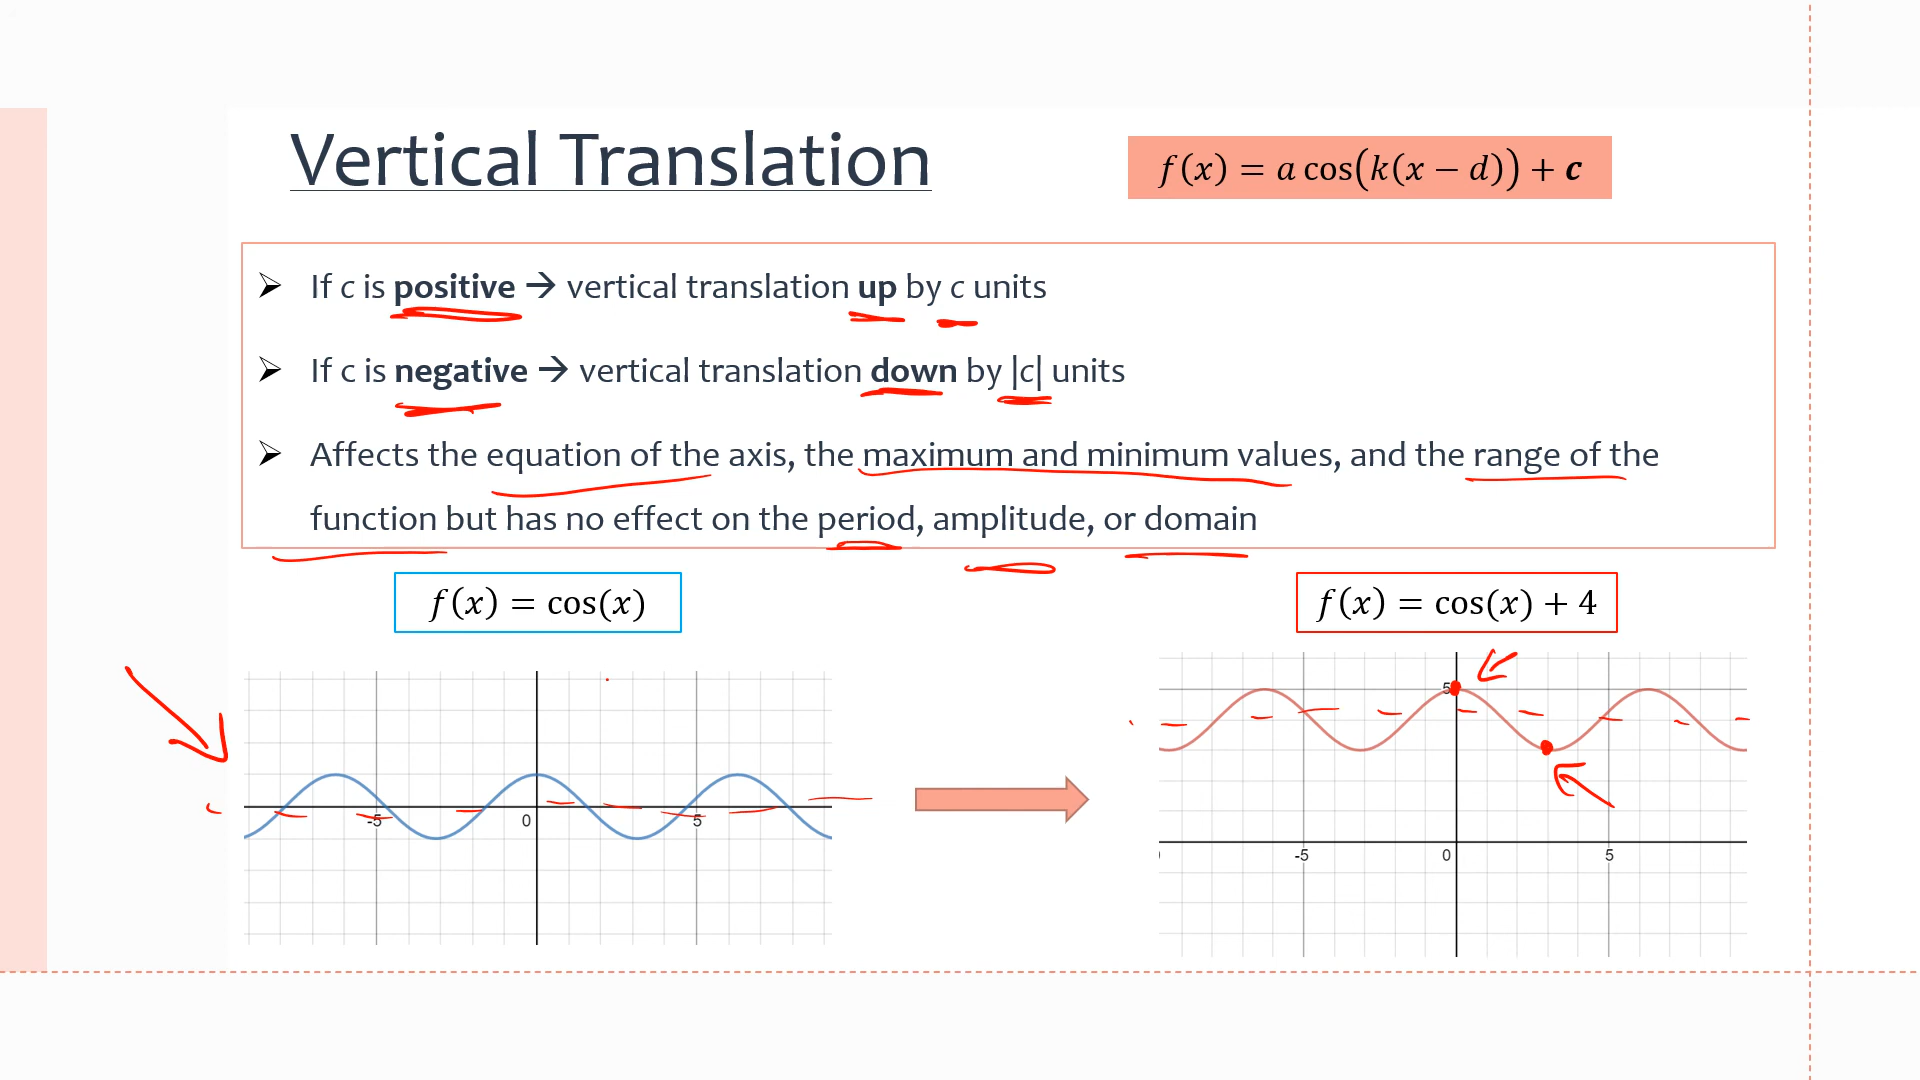 Vertical Translation
f(x) = a cos(k(x − d)) + c
➢ If c is positive → vertical translation up by c units
➢ If c is negative → vertical translation down by |c| units
➢ Affects the equation of the axis, the maximum and minimum values, and the range of the
function but has no effect on the period, amplitude, or domain
f(x) = cos(x)
f(x) = cos(x) + 4
-5 0 5
5
-5 0 5